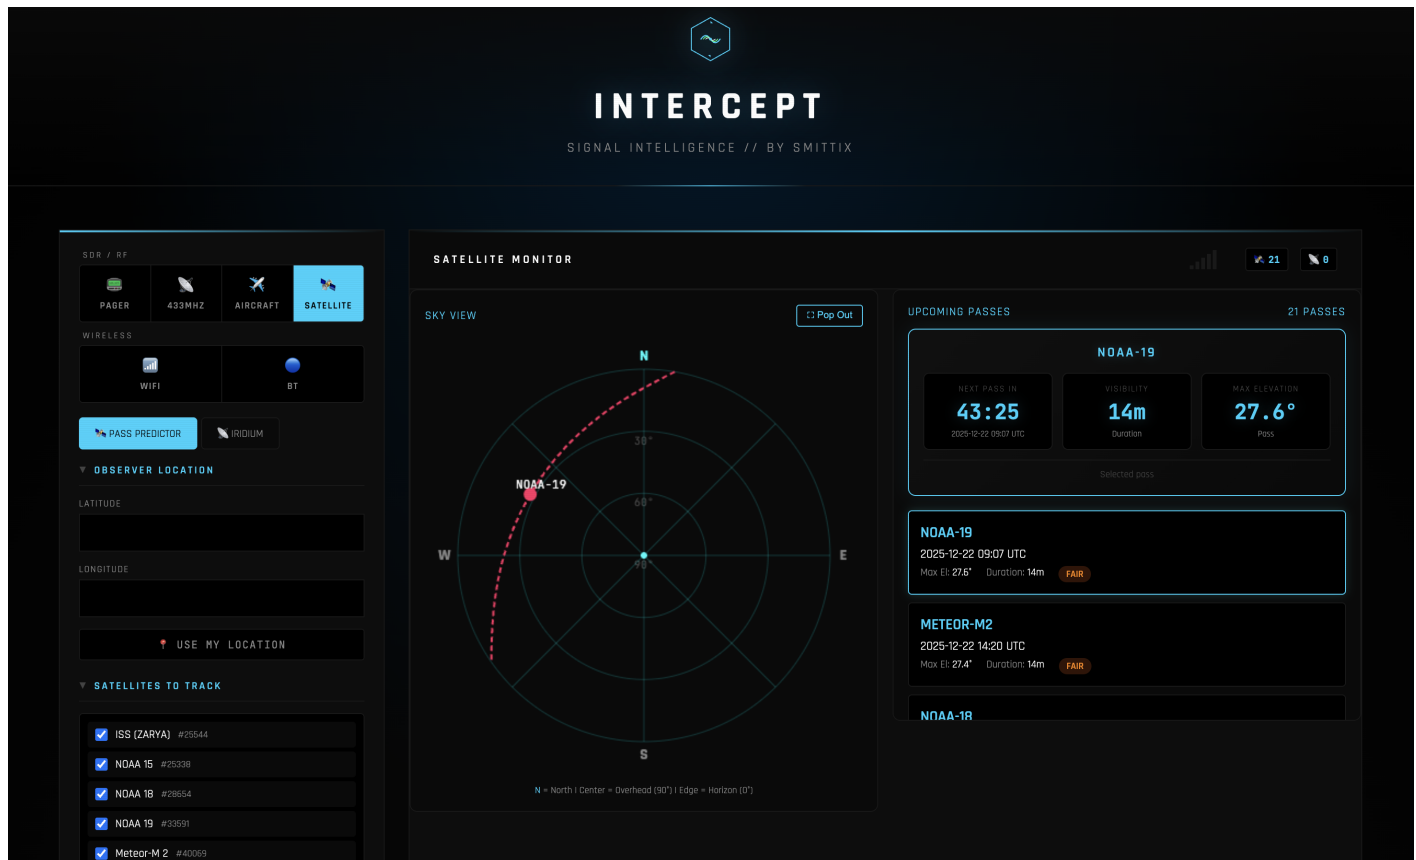 INTERCEPT
SIGNAL INTELLIGENCE // BY SMITTIX
SDR / RF
PAGER
433MHZ
AIRCRAFT
SATELLITE
WIRELESS
WIFI
BT
PASS PREDICTOR
IRIDIUM
▼ OBSERVER LOCATION
LATITUDE
LONGITUDE
USE MY LOCATION
▼ SATELLITES TO TRACK
ISS (ZARYA) #25544
NOAA 15 #25338
NOAA 18 #28654
NOAA 19 #33591
Meteor-M 2 #40069
SATELLITE MONITOR
21
0
SKY VIEW
Pop Out
N
30°
NOAA-19
60°
W
E
90°
S
N = North | Center = Overhead (90°) | Edge = Horizon (0°)
UPCOMING PASSES
21 PASSES
NOAA-19
NEXT PASS IN
43:25
2025-12-22 09:07 UTC
VISIBILITY
14m
Duration
MAX ELEVATION
27.6°
Pass
Selected pass
NOAA-19
2025-12-22 09:07 UTC
Max El: 27.6° Duration: 14m FAIR
METEOR-M2
2025-12-22 14:20 UTC
Max El: 27.4° Duration: 14m FAIR
NOAA-18